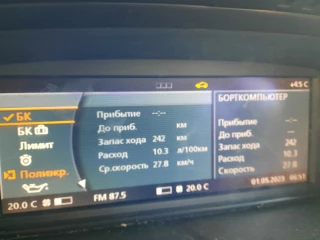 +4.5 C
✓ БК
БК
Лимит
Полиакр.
Прибытие --:--
До приб. км
Запас хода 242 км
Расход 10.3 л/100км
Ср.скорость 27.8 км/ч
БОРТКОМПЬЮТЕР
Прибытие --:--
До приб. ---
Запас хода 242
Расход 10.3
Скорость 27.8
20.0 C
FM 87.5
20.0 C
01.05.2023